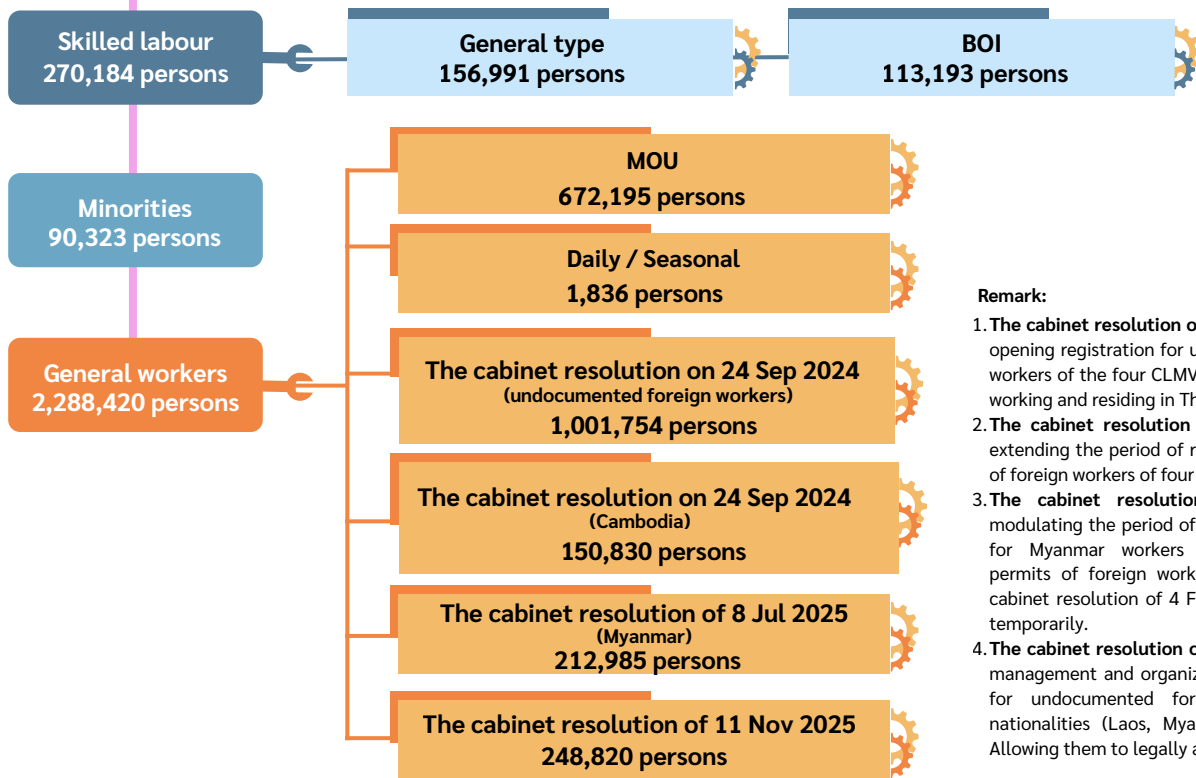 Skilled labour
270,184 persons
General type
156,991 persons
BOI
113,193 persons
MOU
672,195 persons
Minorities
90,323 persons
Daily / Seasonal
1,836 persons
General workers
2,288,420 persons
The cabinet resolution on 24 Sep 2024
(undocumented foreign workers)
1,001,754 persons
The cabinet resolution on 24 Sep 2024
(Cambodia)
150,830 persons
The cabinet resolution of 8 Jul 2025
(Myanmar)
212,985 persons
The cabinet resolution of 11 Nov 2025
248,820 persons
Remark:
1. The cabinet resolution o
opening registration for u
workers of the four CLMV
working and residing in Th
2. The cabinet resolution
extending the period of r
of foreign workers of four
3. The cabinet resolution
modulating the period of
for Myanmar workers
permits of foreign work
cabinet resolution of 4 F
temporarily.
4. The cabinet resolution o
management and organiz
for undocumented for
nationalities (Laos, Mya
Allowing them to legally a